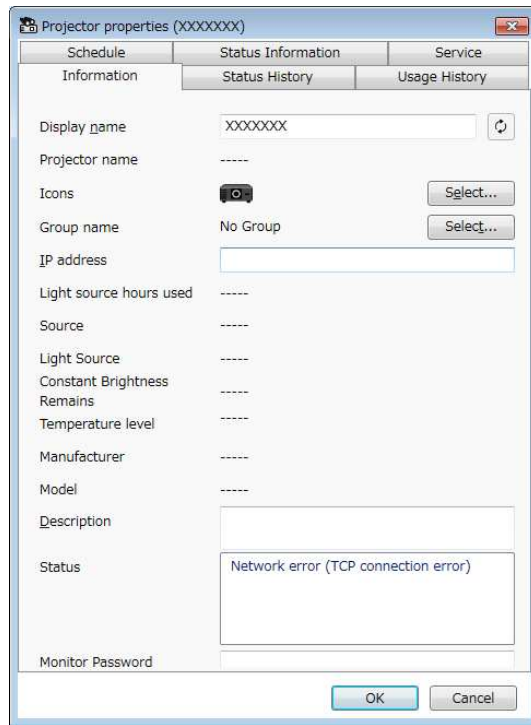 Projector properties (XXXXXXX)
Schedule Status Information Service
Information Status History Usage History
Display name XXXXXXX
Projector name -----
Icons Select...
Group name No Group Select...
IP address
Light source hours used -----
Source -----
Light Source -----
Constant Brightness
Remains -----
Temperature level -----
Manufacturer -----
Model -----
Description
Status Network error (TCP connection error)
Monitor Password
OK Cancel